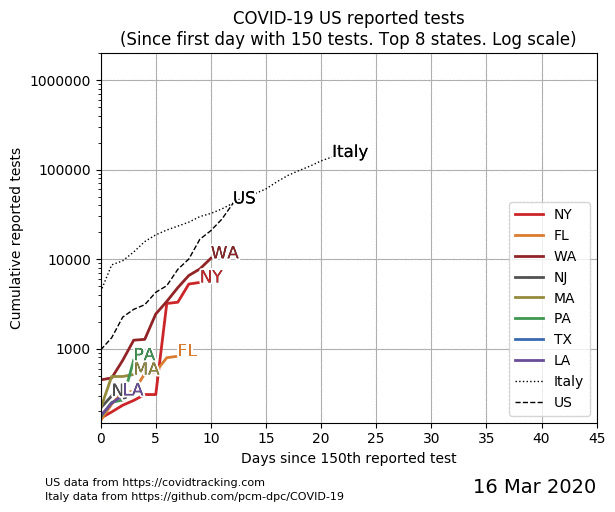 COVID-19 US reported tests
(Since first day with 150 tests. Top 8 states. Log scale)
1000000
100000
10000
1000
Cumulative reported tests
Italy
US
WA
NY
FL
PA
MA
LA
NY
FL
WA
NJ
MA
PA
TX
LA
Italy
US
0 5 10 15 20 25 30 35 40 45
Days since 150th reported test
US data from https://covidtracking.com
Italy data from https://github.com/pcm-dpc/COVID-19
16 Mar 2020